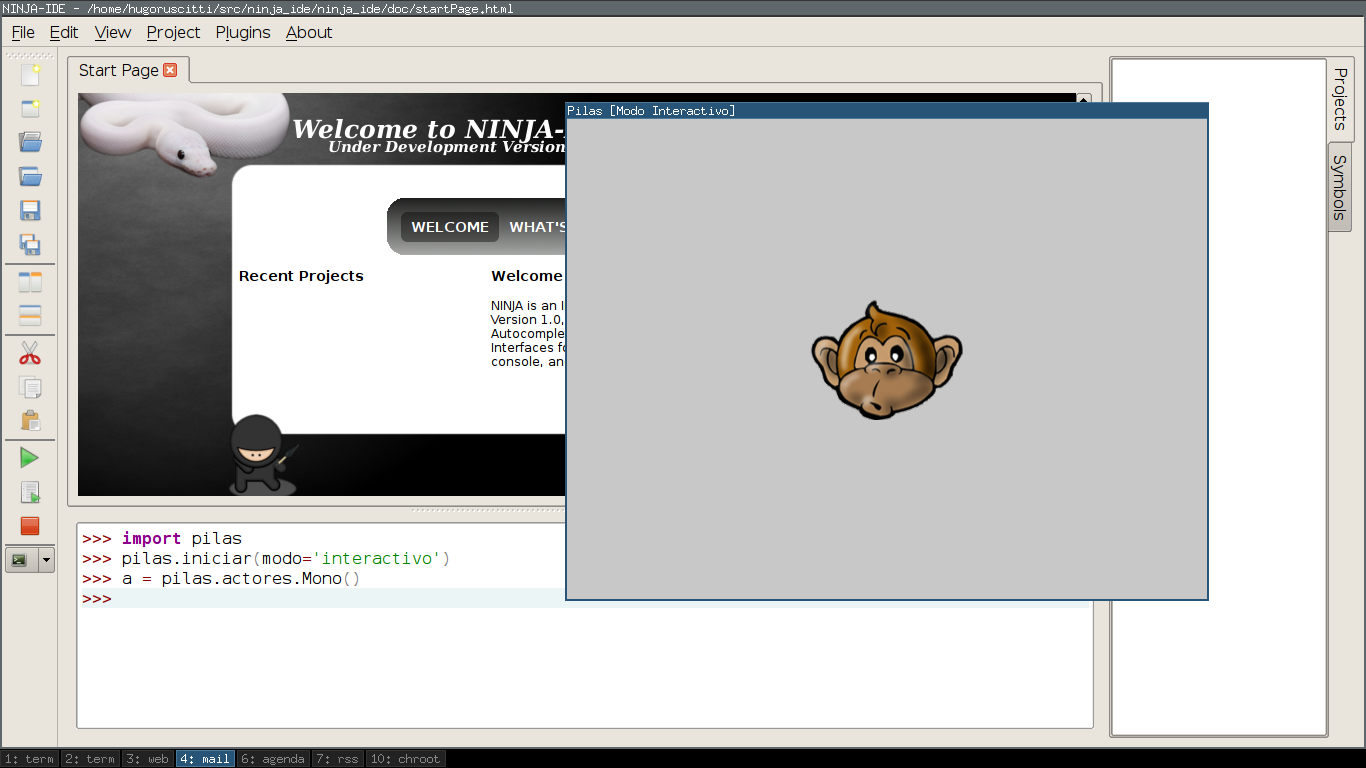 NINJA-IDE - /home/hugoruscitti/src/ninja_ide/ninja_ide/doc/startPage.html
File Edit View Project Plugins About
Start Page
Welcome to NINJA-
Under Development Version
Pilas [Modo Interactivo]
WELCOME WHAT'S
Recent Projects
Welcome
NINJA is an
Version 1.0,
Autocomple
Interfaces
console, an
Projects
Symbols
>>> import pilas
>>> pilas.iniciar(modo='interactivo')
>>> a = pilas.actores.Mono()
>>>
1: term 2: term 3: web 4: mail 6: agenda 7: rss 10: chroot